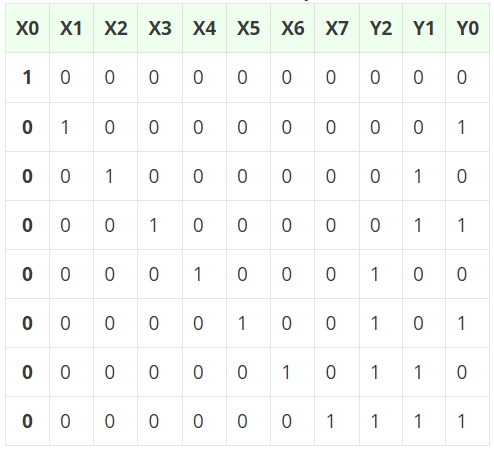 X0 X1 X2 X3 X4 X5 X6 X7 Y2 Y1 Y0
1 0 0 0 0 0 0 0 0 0 0
0 1 0 0 0 0 0 0 0 0 1
0 0 1 0 0 0 0 0 0 1 0
0 0 0 1 0 0 0 0 0 1 1
0 0 0 0 1 0 0 0 1 0 0
0 0 0 0 0 1 0 0 1 0 1
0 0 0 0 0 0 1 0 1 1 0
0 0 0 0 0 0 0 1 1 1 1